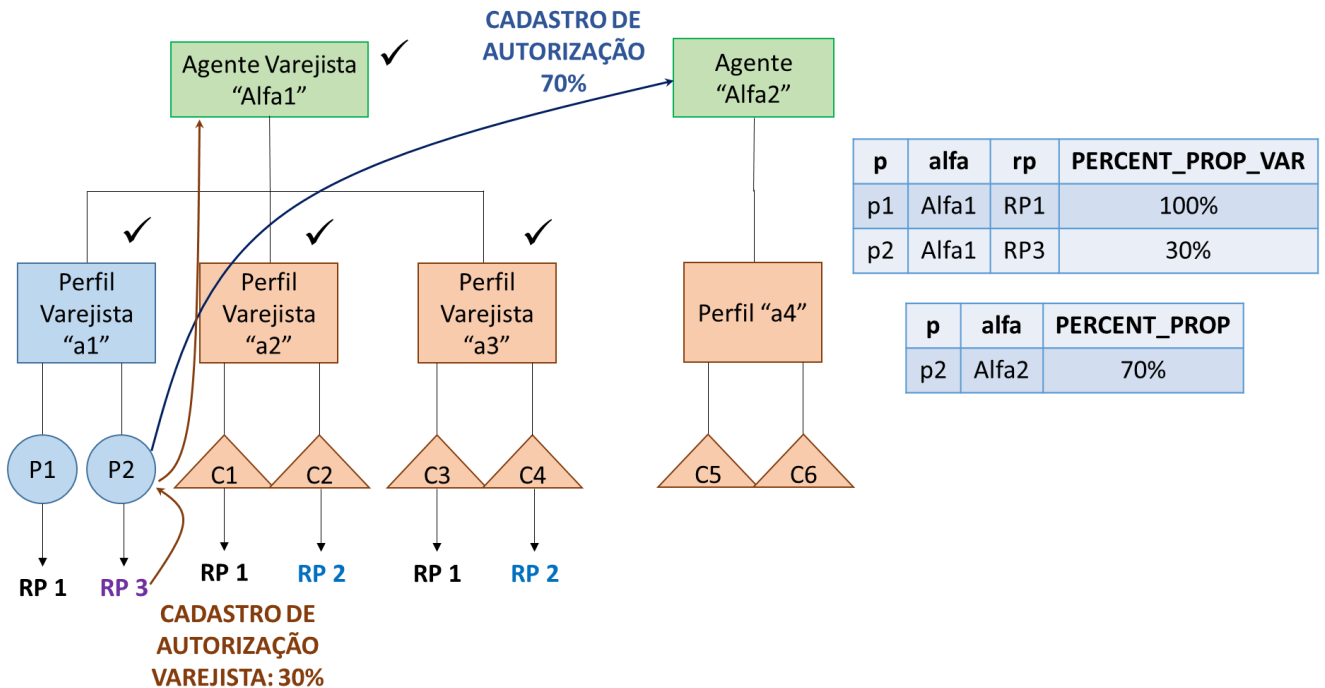 CADASTRO DE
AUTORIZAÇÃO
70%
Agente Varejista
"Alfa1"
✓
Agente
"Alfa2"
p alfa rp PERCENT_PROP_VAR
p1 Alfa1 RP1 100%
p2 Alfa1 RP3 30%
✓ ✓ ✓
Perfil
Varejista
"a1"
Perfil
Varejista
"a2"
Perfil
Varejista
"a3"
Perfil "a4"
p alfa PERCENT_PROP
p2 Alfa2 70%
P1 P2 C1 C2 C3 C4 C5 C6
RP 1 RP 3 RP 1 RP 2 RP 1 RP 2
CADASTRO DE
AUTORIZAÇÃO
VAREJISTA: 30%